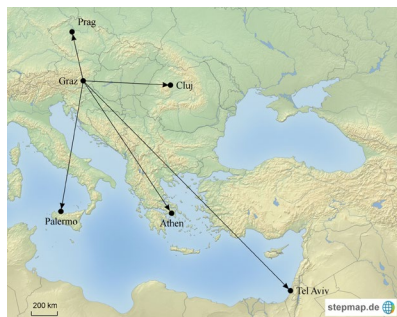 Prag
Graz
Cluj
Palermo
Athen
Tel Aviv
200 km
stepmap.de